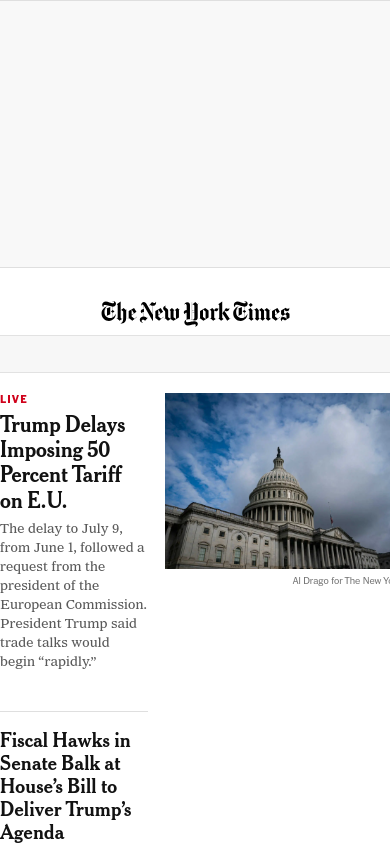 The New York Times
LIVE
Trump Delays
Imposing 50
Percent Tariff
on E.U.
The delay to July 9,
from June 1, followed a
request from the
president of the
European Commission.
President Trump said
trade talks would
begin “rapidly.”
Al Drago for The New Yo
Fiscal Hawks in
Senate Balk at
House’s Bill to
Deliver Trump’s
Agenda